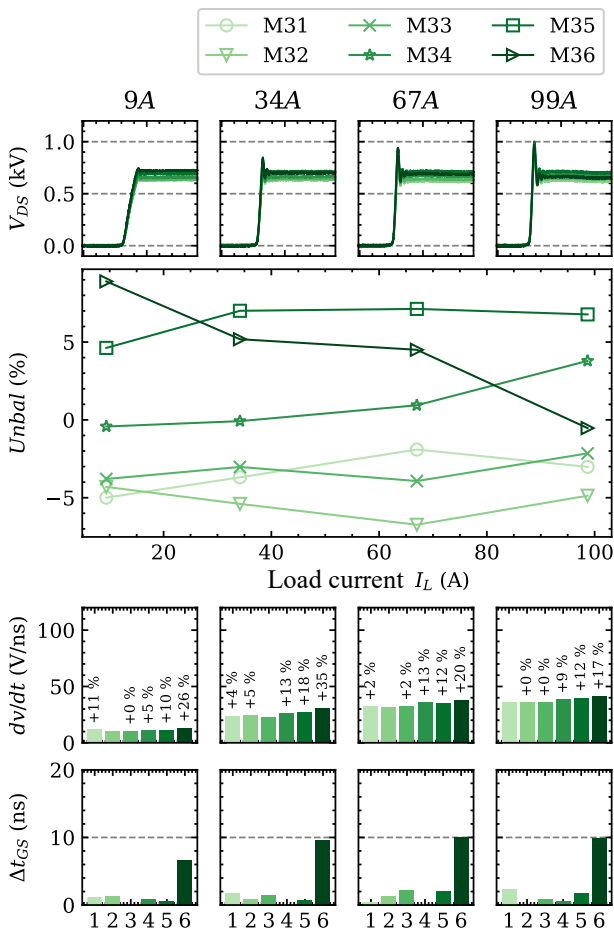 M31 M33 M35
M32 M34 M36
9A 34A 67A 99A
V_DS (kV)
1.0
0.5
0.0
Unbal (%)
5
0
−5
20 40 60 80 100
Load current I_L (A)
dv/dt (V/ns)
100
50
0
+11 % +0 % +5 % +10 % +26 %
+4 % +5 % +13 % +18 % +35 %
+2 % +2 % +13 % +12 % +20 %
+0 % +0 % +9 % +12 % +17 %
Δt_GS (ns)
20
10
0
1 2 3 4 5 6 1 2 3 4 5 6 1 2 3 4 5 6 1 2 3 4 5 6